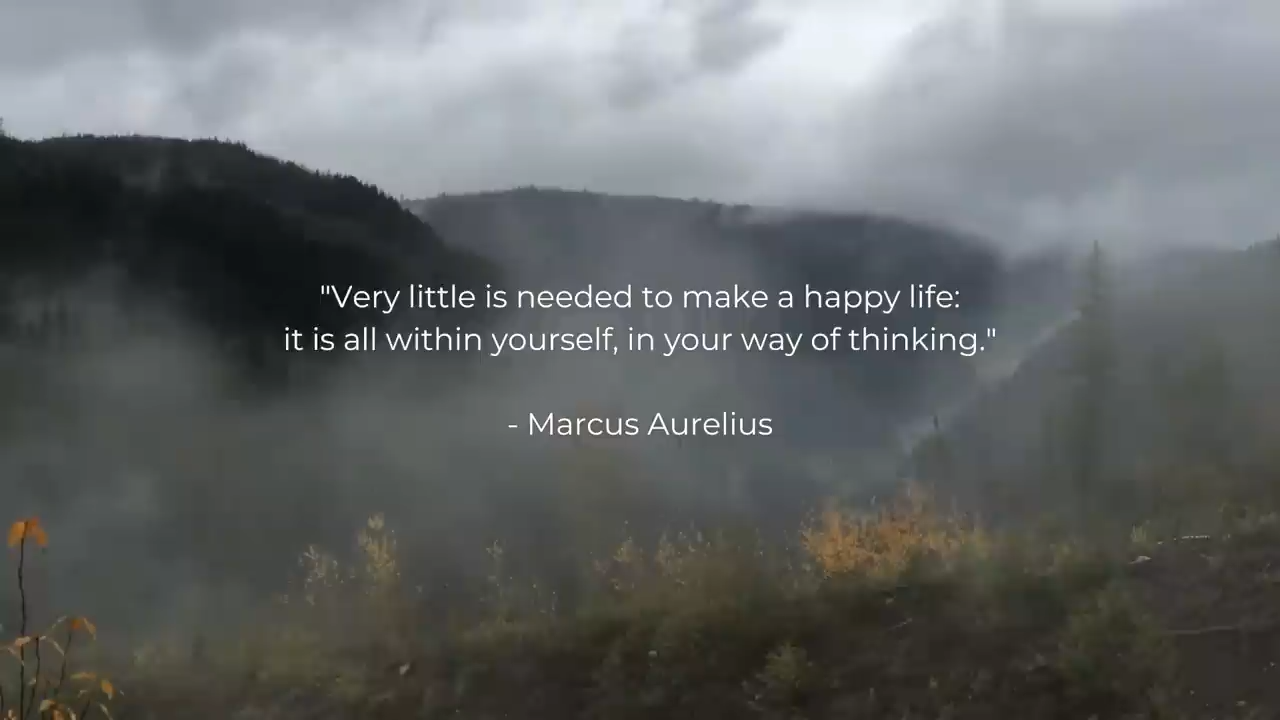 "Very little is needed to make a happy life:
it is all within yourself, in your way of thinking."
- Marcus Aurelius